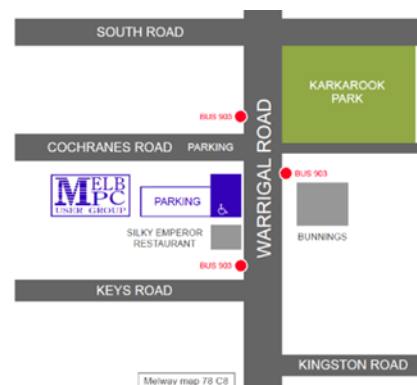 SOUTH ROAD
KARKAROOK
PARK
BUS 903
WARRIGAL ROAD
COCHRANES ROAD PARKING
BUS 903
MELB
PC
USER GROUP
PARKING
SILKY EMPEROR
RESTAURANT
BUNNINGS
BUS 903
KEYS ROAD
KINGSTON ROAD
Melway map 78 C8